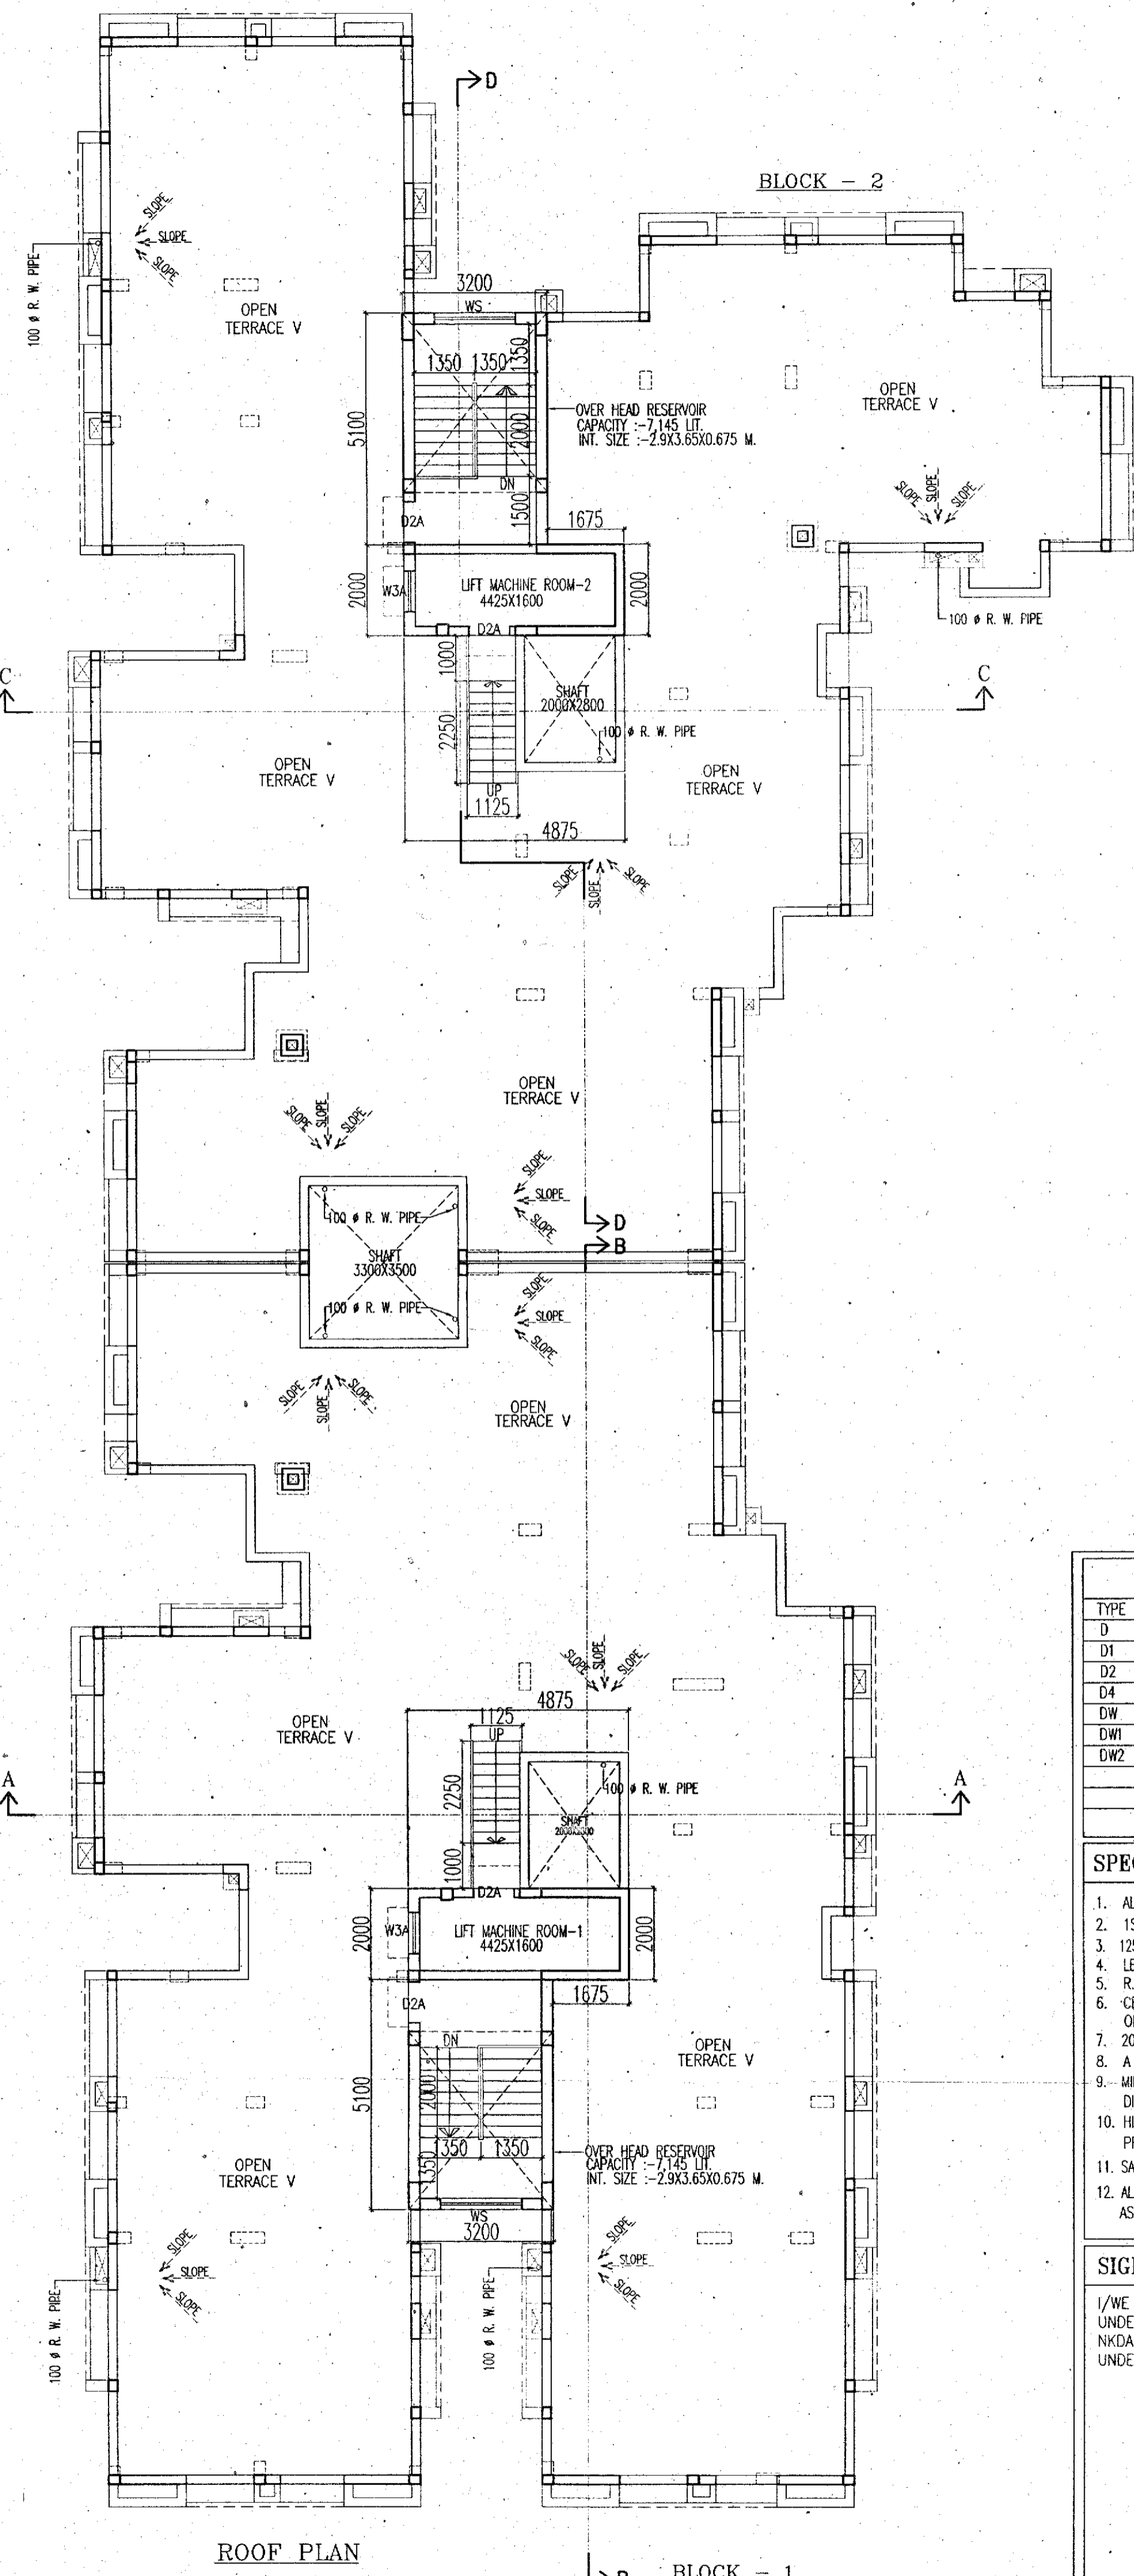 D
BLOCK - 2
SLOPE
SLOPE
SLOPE
100 ø R. W. PIPE
OPEN
TERRACE V
3200
WS
1350
1350
1350
5100
2000
DN
1500
OVER HEAD RESERVOIR
CAPACITY :-7,145 LIT.
INT. SIZE :-2.9X3.65X0.675 M.
OPEN
TERRACE V
SLOPE
SLOPE
SLOPE
D2A
1675
2000
W3A
LIFT MACHINE ROOM-2
4425X1600
2000
D2A
100 ø R. W. PIPE
C
C
1000
2250
SHAFT
2000X2800
100 ø R. W. PIPE
UP
1125
4875
OPEN
TERRACE V
OPEN
TERRACE V
SLOPE
SLOPE
SLOPE
OPEN
TERRACE V
SLOPE
SLOPE
SLOPE
SLOPE
SLOPE
SLOPE
100 ø R. W. PIPE
SHAFT
3300X3500
100 ø R. W. PIPE
D
B
SLOPE
SLOPE
SLOPE
SLOPE
SLOPE
SLOPE
OPEN
TERRACE V
SLOPE
SLOPE
SLOPE
4875
1125
UP
OPEN
TERRACE V
2250
1000
100 ø R. W. PIPE
SHAFT
A
A
D2A
2000
W3A
LIFT MACHINE ROOM-1
4425X1600
2000
1675
D2A
DN
5100
2000
1350
1350
1350
OPEN
TERRACE V
OVER HEAD RESERVOIR
CAPACITY :-7,145 LIT.
INT. SIZE :-2.9X3.65X0.675 M.
WS
3200
OPEN
TERRACE V
SLOPE
SLOPE
SLOPE
100 ø R. W. PIPE
100 ø R. W. PIPE
SLOPE
SLOPE
SLOPE
ROOF PLAN
BLOCK - 1
TYPE
D
D1
D2
D4
DW
DW1
DW2
1.
2.
3.
4.
5.
6.
7.
8. A
9.
10.
11.
12.
I/WE
NKDA